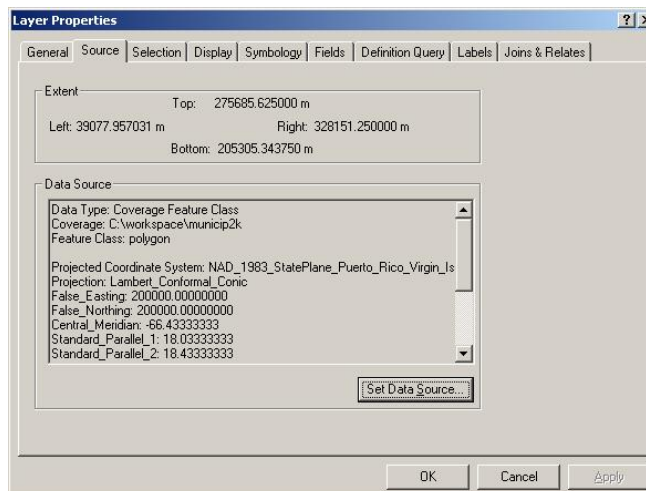 Layer Properties
General Source Selection Display Symbology Fields Definition Query Labels Joins & Relates
Extent
Top: 275685.625000 m
Left: 39077.957031 m Right: 328151.250000 m
Bottom: 205305.343750 m
Data Source
Data Type: Coverage Feature Class
Coverage: C:\workspace\municip2k
Feature Class: polygon
Projected Coordinate System: NAD_1983_StatePlane_Puerto_Rico_Virgin_Is
Projection: Lambert_Conformal_Conic
False_Easting: 200000.00000000
False_Northing: 200000.00000000
Central_Meridian: -66.43333333
Standard_Parallel_1: 18.03333333
Standard_Parallel_2: 18.43333333
Set Data Source...
OK Cancel Apply